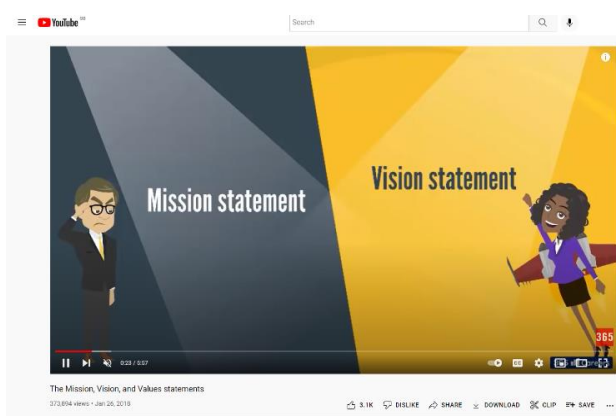 YouTube
Search
Mission statement
Vision statement
365
0:23 / 0:57
The Mission, Vision, and Values statements
373,694 views • Jan 26, 2018
3.1K DISLIKE SHARE DOWNLOAD CLIP SAVE ...